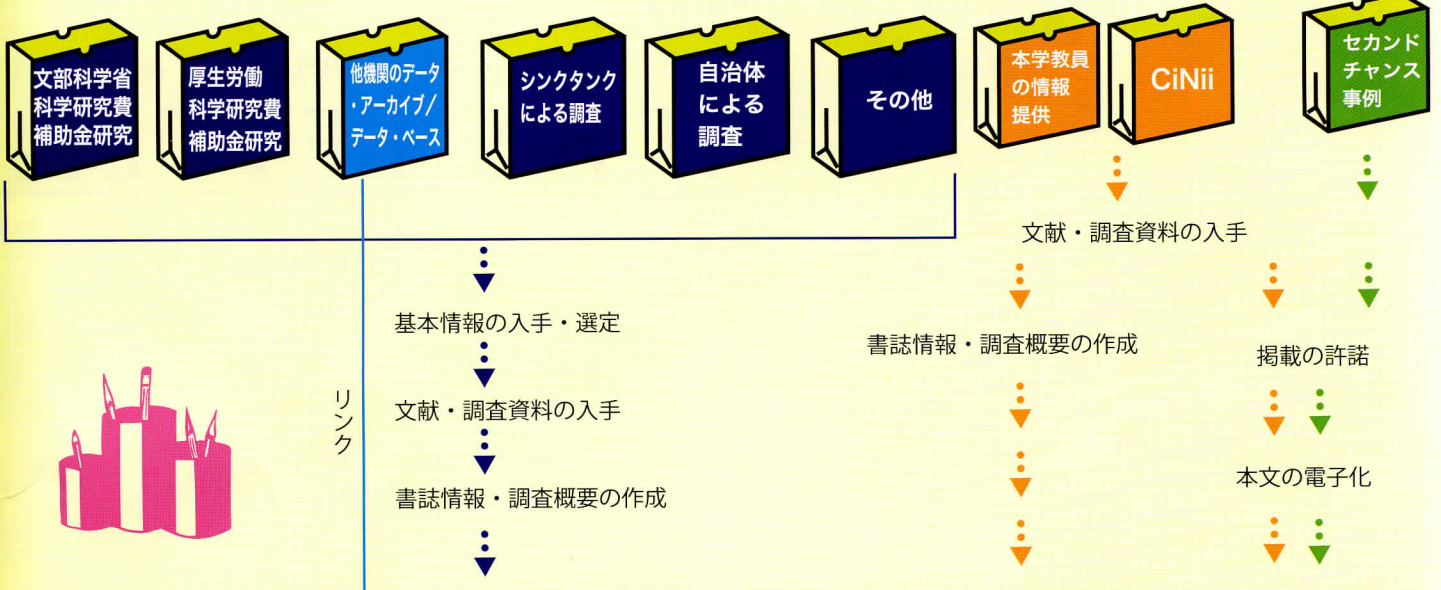 文部科学省
科学研究費
補助金研究
厚生労働
科学研究費
補助金研究
他機関のデータ
・アーカイブ/
データ・ベース
シンクタンク
による調査
自治体
による
調査
その他
本学教員
の情報
提供
CiNii
セカンド
チャンス
事例
文献・調査資料の入手
基本情報の入手・選定
書誌情報・調査概要の作成
掲載の許諾
リンク
文献・調査資料の入手
本文の電子化
書誌情報・調査概要の作成